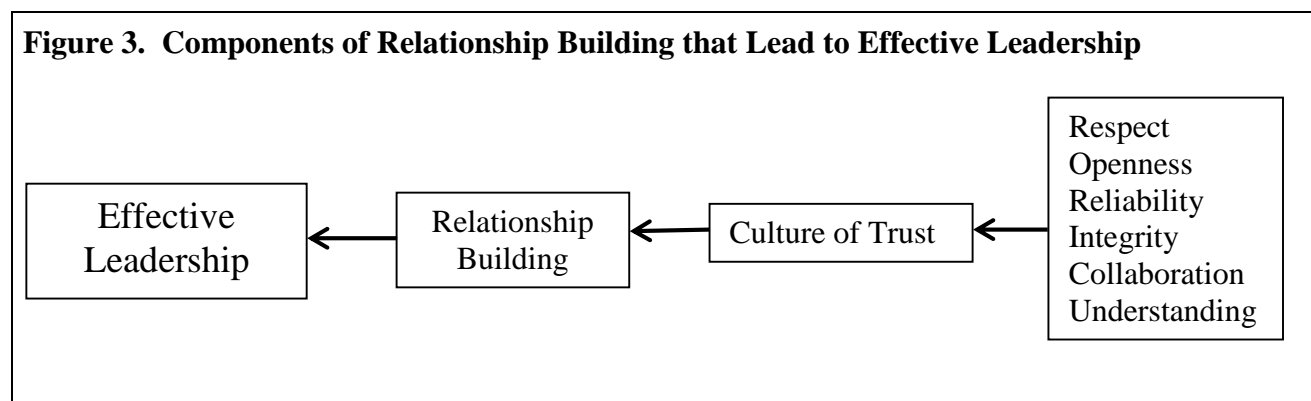 Figure 3.  Components of Relationship Building that Lead to Effective Leadership
Effective
Leadership
Relationship
Building
Culture of Trust
Respect
Openness
Reliability
Integrity
Collaboration
Understanding